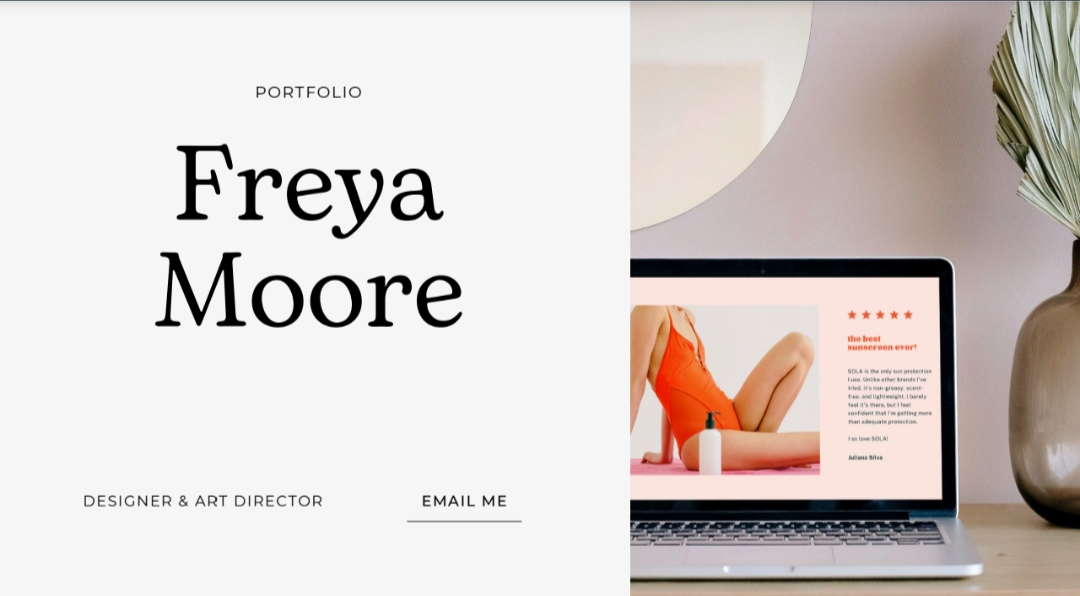 PORTFOLIO
Freya
Moore
DESIGNER & ART DIRECTOR
EMAIL ME
★★★★★
the best
sunscreen ever!
SOLA is the only sun protection
I use. Unlike other brands I've
tried, it's non-greasy, scent-
free, and lightweight. I barely
feel it's there, but I feel
confident that I'm getting more
than adequate protection.
I so love SOLA!
Juliana Silva